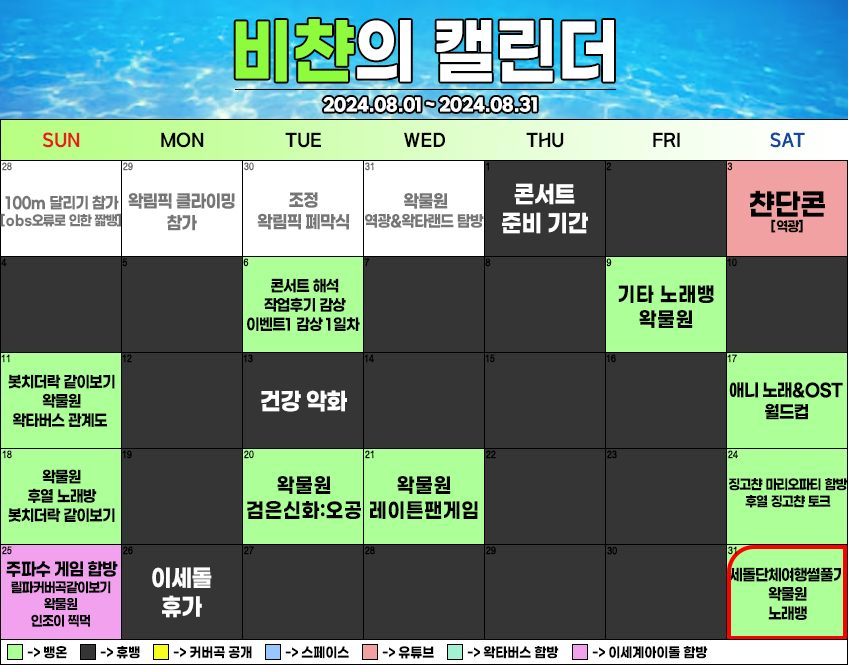 비챤의 캘린더
2024.08.01 ~ 2024.08.31
SUN MON TUE WED THU FRI SAT
28
100m 달리기 참가
[obs오류로 인한 짧뱅]
29
왁림픽 클라이밍
참가
30
조정
왁림픽 폐막식
31
왁물원
역광&왁타랜드 탐방
1
콘서트
준비 기간
2
3
챤단콘
[역광]
4
5
6
콘서트 해석
작업후기 감상
이벤트1 감상 1일차
7
8
9
기타 노래뱅
왁물원
10
11
봇치더락 같이보기
왁물원
왁타버스 관계도
12
13
건강 악화
14
15
16
17
애니 노래&OST
월드컵
18
왁물원
후열 노래방
봇치더락 같이보기
19
20
왁물원
검은신화:오공
21
왁물원
레이튼팬게임
22
23
24
징고챤 마리오파티 합방
후열 징고챤 토크
25
주파수 게임 합방
릴파커버곡같이보기
왁물원
인조이 찍먹
26
이세돌
휴가
27
28
29
30
31
세돌단체여행썰풀기
왁물원
노래뱅
-> 뱅온 -> 휴뱅 -> 커버곡 공개 -> 스페이스 -> 유튜브 -> 왁타버스 합방 -> 이세계아이돌 합방